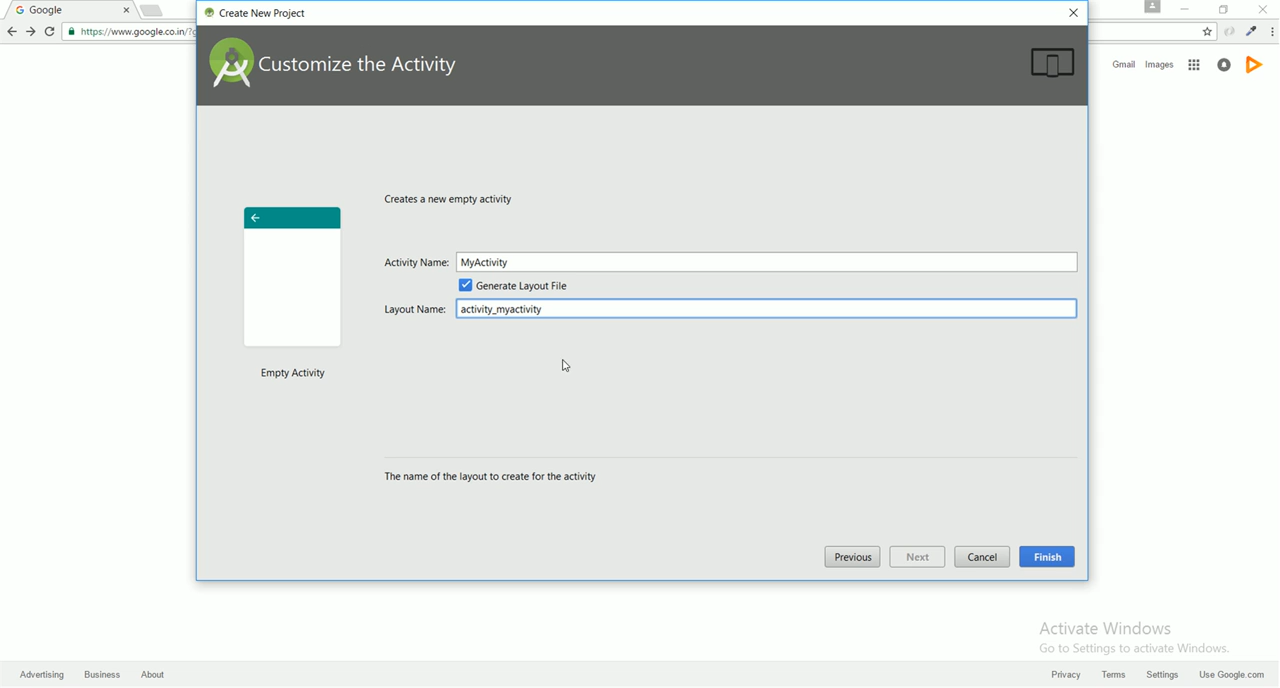 Google
Create New Project
https://www.google.co.in/?g
Customize the Activity
Gmail Images
Creates a new empty activity
Activity Name: MyActivity
Generate Layout File
Layout Name: activity_myactivity
Empty Activity
The name of the layout to create for the activity
Previous Next Cancel Finish
Activate Windows
Go to Settings to activate Windows.
Advertising Business About Privacy Terms Settings Use Google.com